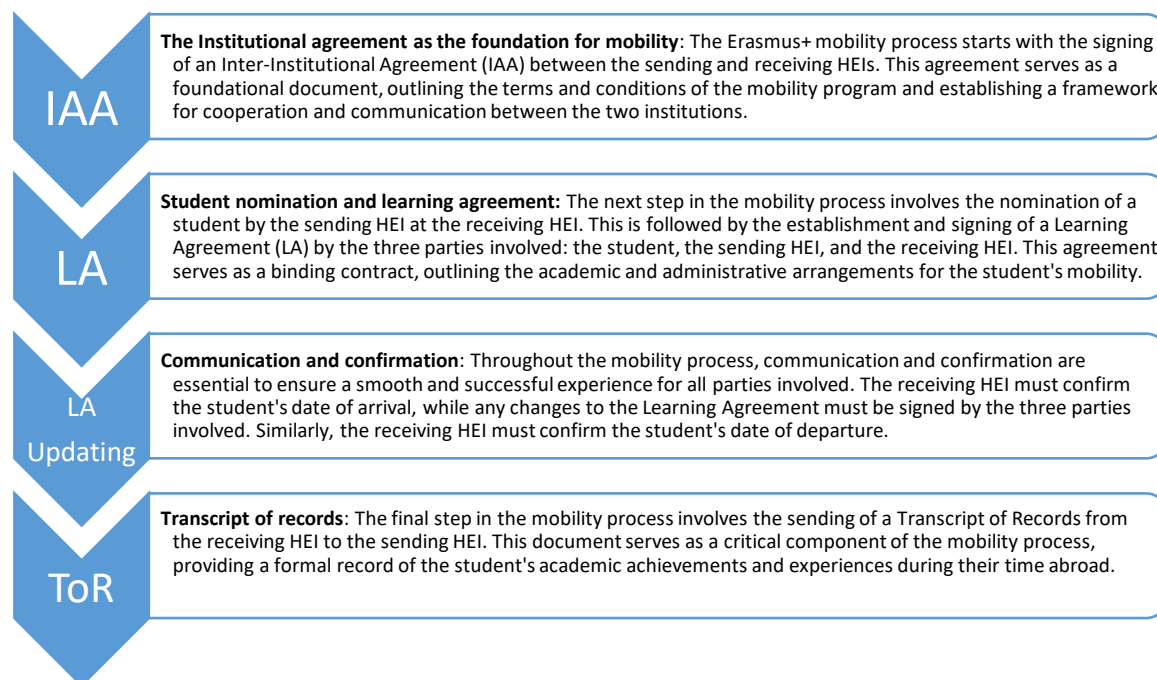 IAA
The Institutional agreement as the foundation for mobility: The Erasmus+ mobility process starts with the signing
of an Inter-Institutional Agreement (IAA) between the sending and receiving HEIs. This agreement serves as a
foundational document, outlining the terms and conditions of the mobility program and establishing a framework
for cooperation and communication between the two institutions.
LA
Student nomination and learning agreement: The next step in the mobility process involves the nomination of a
student by the sending HEI at the receiving HEI. This is followed by the establishment and signing of a Learning
Agreement (LA) by the three parties involved: the student, the sending HEI, and the receiving HEI. This agreement
serves as a binding contract, outlining the academic and administrative arrangements for the student's mobility.
LA
Updating
Communication and confirmation: Throughout the mobility process, communication and confirmation are
essential to ensure a smooth and successful experience for all parties involved. The receiving HEI must confirm
the student's date of arrival, while any changes to the Learning Agreement must be signed by the three parties
involved. Similarly, the receiving HEI must confirm the student's date of departure.
ToR
Transcript of records: The final step in the mobility process involves the sending of a Transcript of Records from
the receiving HEI to the sending HEI. This document serves as a critical component of the mobility process,
providing a formal record of the student's academic achievements and experiences during their time abroad.